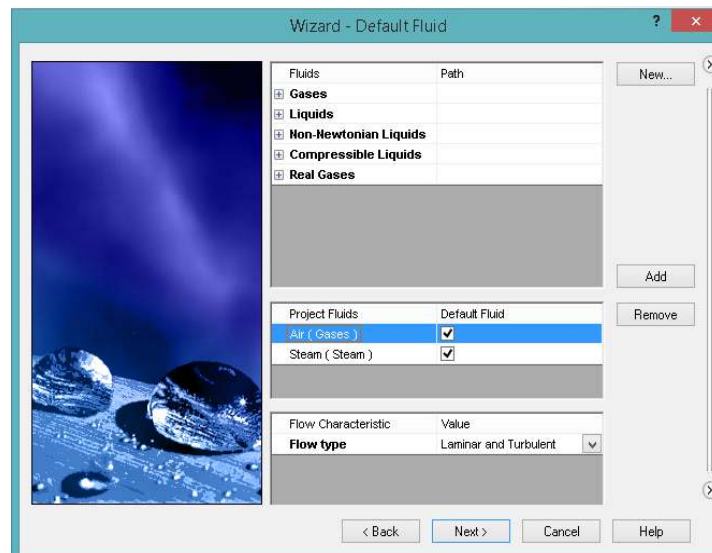 Wizard - Default Fluid ?
Fluids Path
Gases
Liquids
Non-Newtonian Liquids
Compressible Liquids
Real Gases
New...
Add
Project Fluids Default Fluid
Air ( Gases )
Steam ( Steam )
Remove
Flow Characteristic Value
Flow type Laminar and Turbulent
< Back Next > Cancel Help